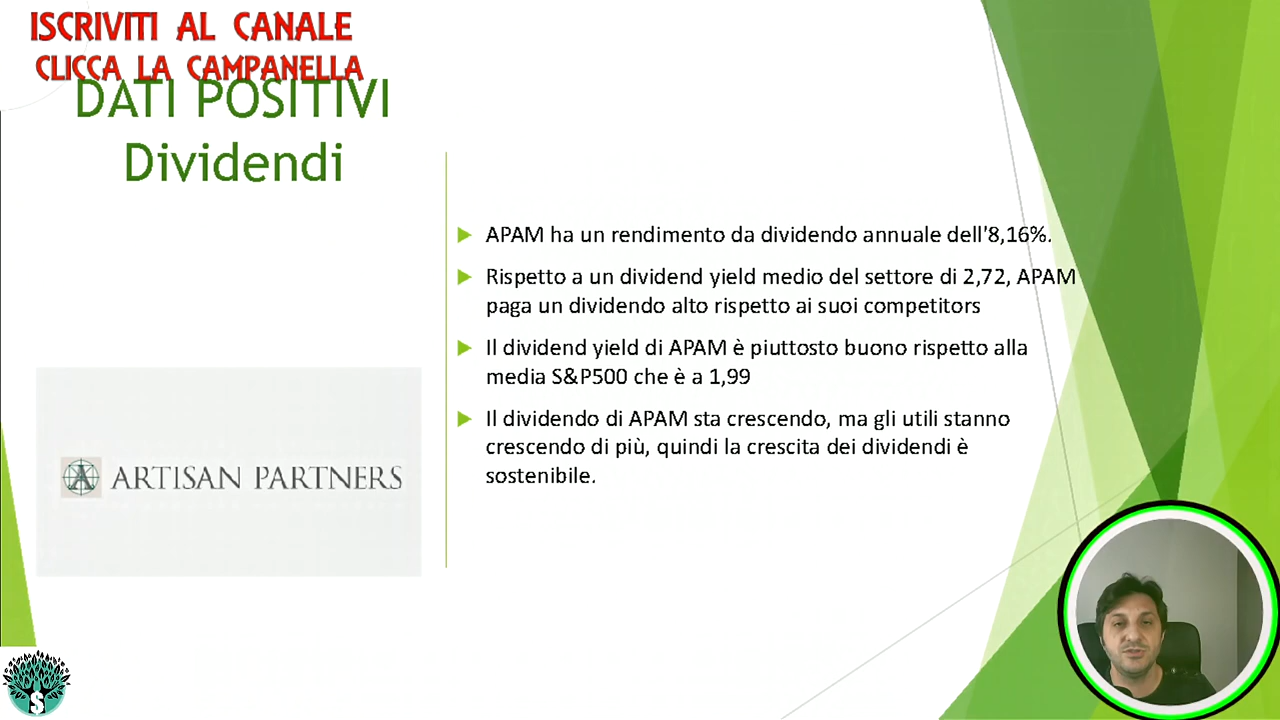 ISCRIVITI AL CANALE
CLICCA LA CAMPANELLA
DATI POSITIVI
Dividendi
APAM ha un rendimento da dividendo annuale dell'8,16%.
Rispetto a un dividend yield medio del settore di 2,72, APAM
paga un dividendo alto rispetto ai suoi competitors
Il dividend yield di APAM è piuttosto buono rispetto alla
media S&P500 che è a 1,99
Il dividendo di APAM sta crescendo, ma gli utili stanno
crescendo di più, quindi la crescita dei dividendi è
sostenibile.
A ARTISAN PARTNERS
$